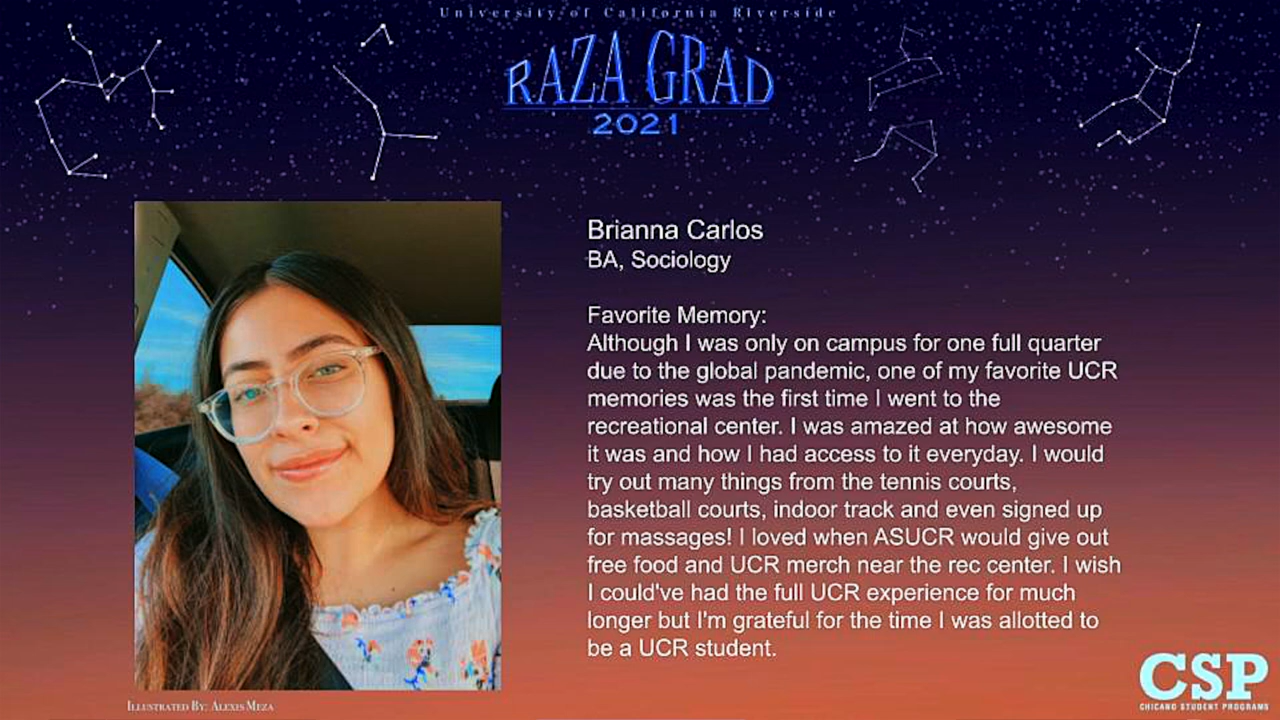 University of California Riverside
RAZA GRAD
2021
Brianna Carlos
BA, Sociology
Favorite Memory:
Although I was only on campus for one full quarter
due to the global pandemic, one of my favorite UCR
memories was the first time I went to the
recreational center. I was amazed at how awesome
it was and how I had access to it everyday. I would
try out many things from the tennis courts,
basketball courts, indoor track and even signed up
for massages! I loved when ASUCR would give out
free food and UCR merch near the rec center. I wish
I could've had the full UCR experience for much
longer but I'm grateful for the time I was allotted to
be a UCR student.
Illustrated By: Alexis Meza
CSP
CHICANO STUDENT PROGRAMS